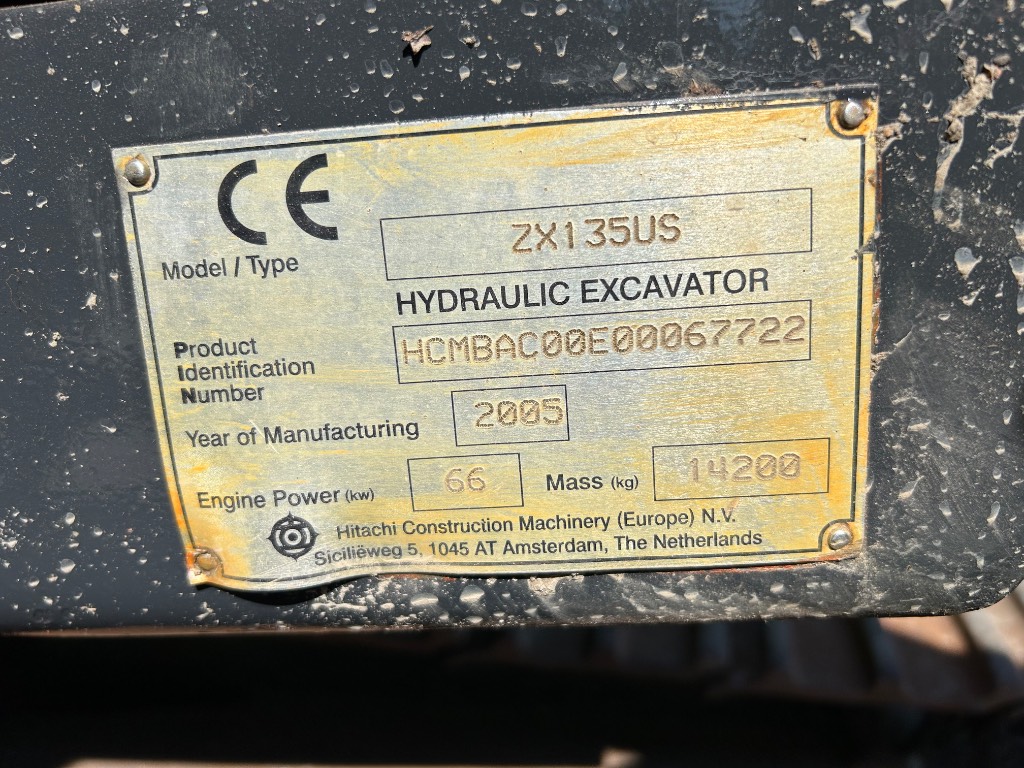 CE
Model / Type ZX135US
HYDRAULIC EXCAVATOR
Product
Identification
Number
HCMBAC00E00067722
Year of Manufacturing 2005
Engine Power (kw) 66 Mass (kg) 14200
Hitachi Construction Machinery (Europe) N.V.
Siciliëweg 5, 1045 AT Amsterdam, The Netherlands